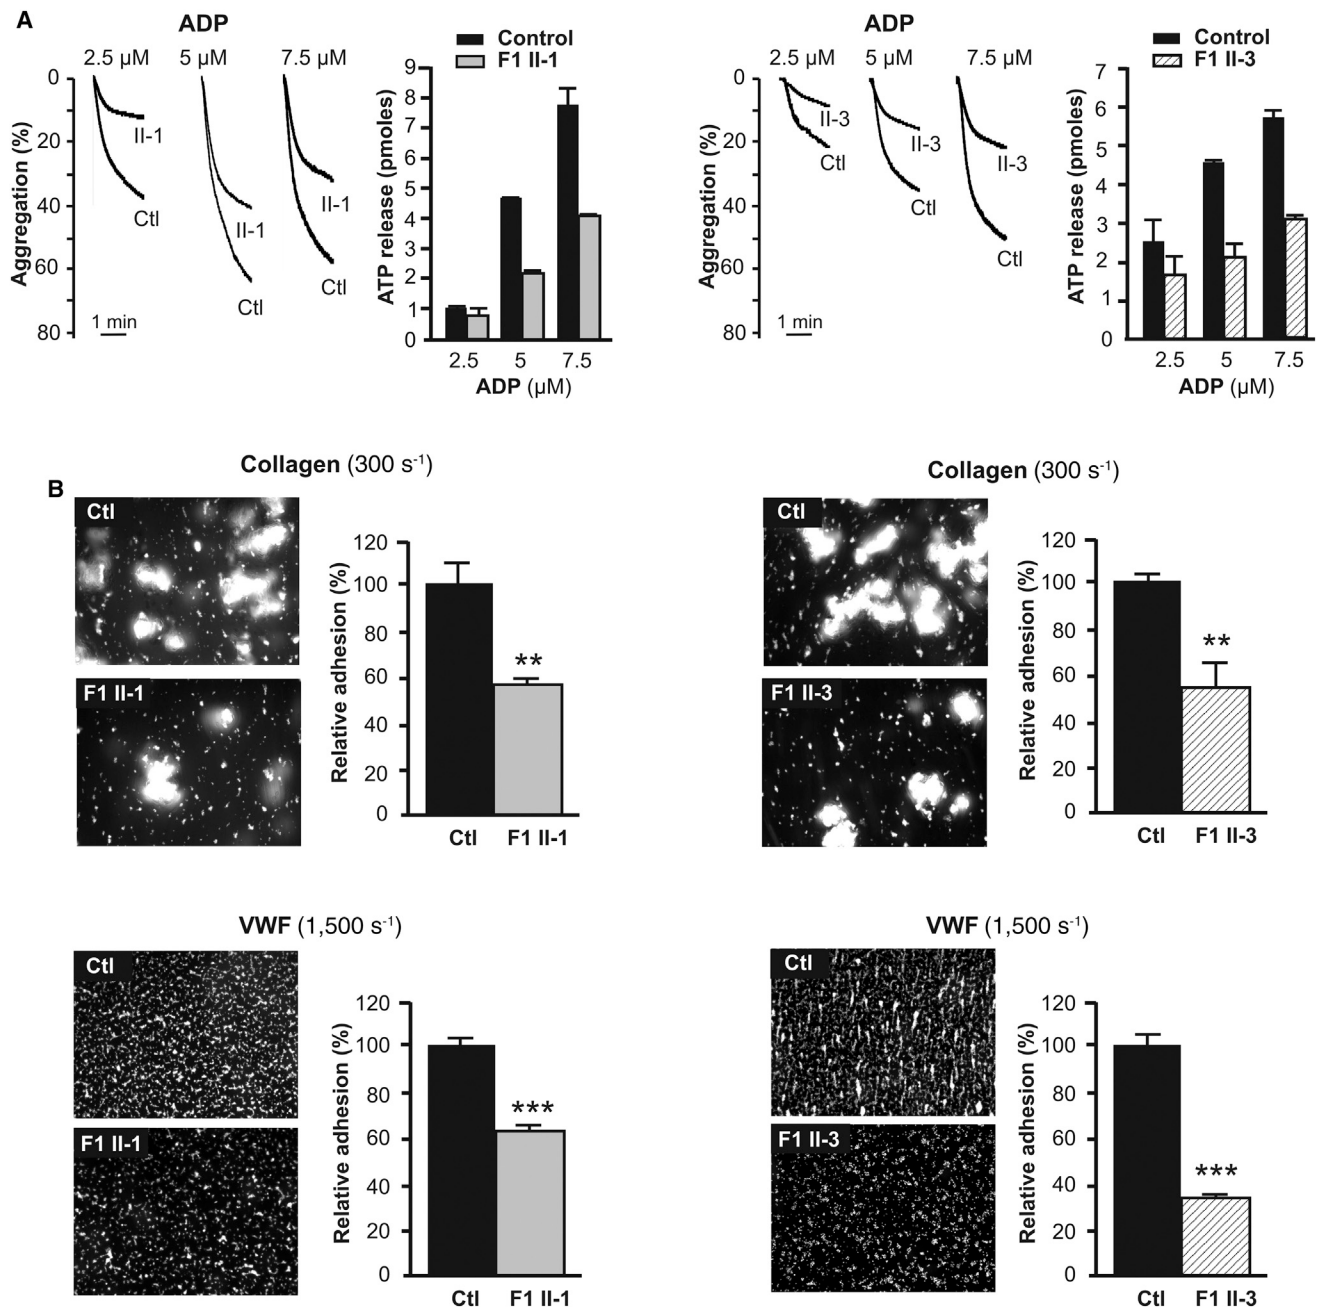 A
ADP
2.5 µM 5 µM 7.5 µM
0
20
40
60
80
Aggregation (%)
II-1
Ctl
II-1
Ctl
II-1
Ctl
1 min
Control
F1 II-1
9
8
7
6
5
4
3
2
1
0
ATP release (pmoles)
2.5 5 7.5
ADP (µM)
ADP
2.5 µM 5 µM 7.5 µM
0
20
40
60
80
Aggregation (%)
II-3
Ctl
II-3
Ctl
II-3
Ctl
1 min
Control
F1 II-3
7
6
5
4
3
2
1
0
ATP release (pmoles)
2.5 5 7.5
ADP (µM)
B
Collagen (300 s-1)
Ctl
F1 II-1
120
100
80
60
40
20
0
Relative adhesion (%)
**
Ctl F1 II-1
Collagen (300 s-1)
Ctl
F1 II-3
120
100
80
60
40
20
0
Relative adhesion (%)
**
Ctl F1 II-3
VWF (1,500 s-1)
Ctl
F1 II-1
120
100
80
60
40
20
0
Relative adhesion (%)
***
Ctl F1 II-1
VWF (1,500 s-1)
Ctl
F1 II-3
120
100
80
60
40
20
0
Relative adhesion (%)
***
Ctl F1 II-3